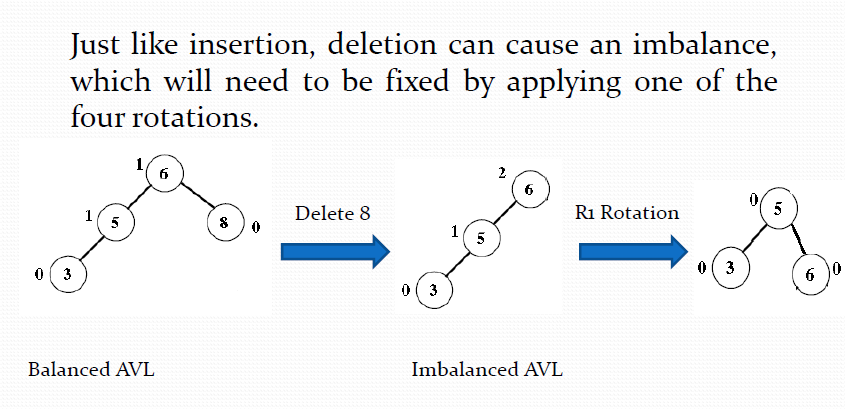 Just like insertion, deletion can cause an imbalance,
which will need to be fixed by applying one of the
four rotations.
1 6
1 5
8 0
0 3
Delete 8
2 6
1 5
0 3
R1 Rotation
0 5
0 3
6 0
Balanced AVL
Imbalanced AVL